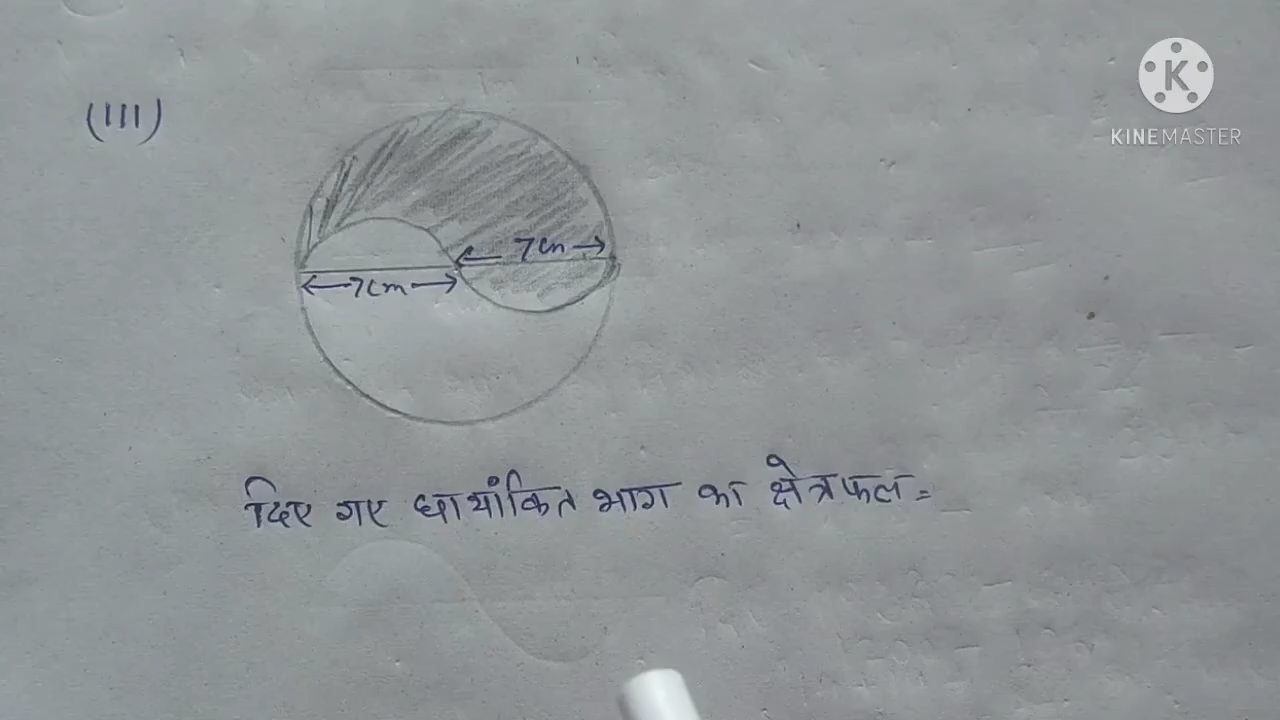 (III)
K
KINEMASTER
7cm
7cm
दिए गए छायांकित भाग का क्षेत्रफल =